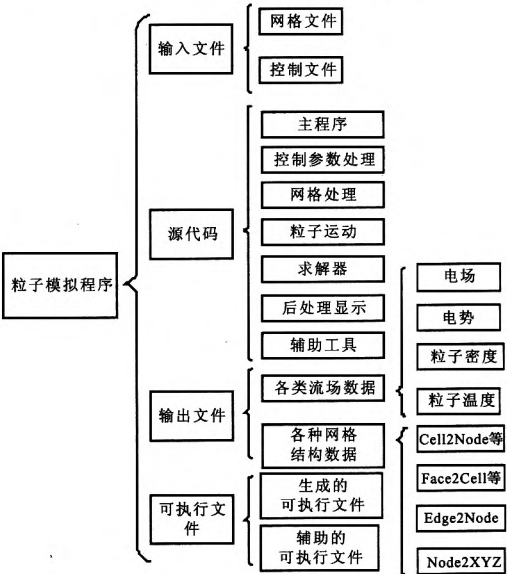 粒子模拟程序
输入文件
网格文件
控制文件
源代码
主程序
控制参数处理
网格处理
粒子运动
求解器
后处理显示
辅助工具
输出文件
各类流场数据
电场
电势
粒子密度
粒子温度
各种网格
结构数据
Cell2Node等
Face2Cell等
Edge2Node
Node2XYZ
可执行文
件
生成的
可执行文件
辅助的
可执行文件